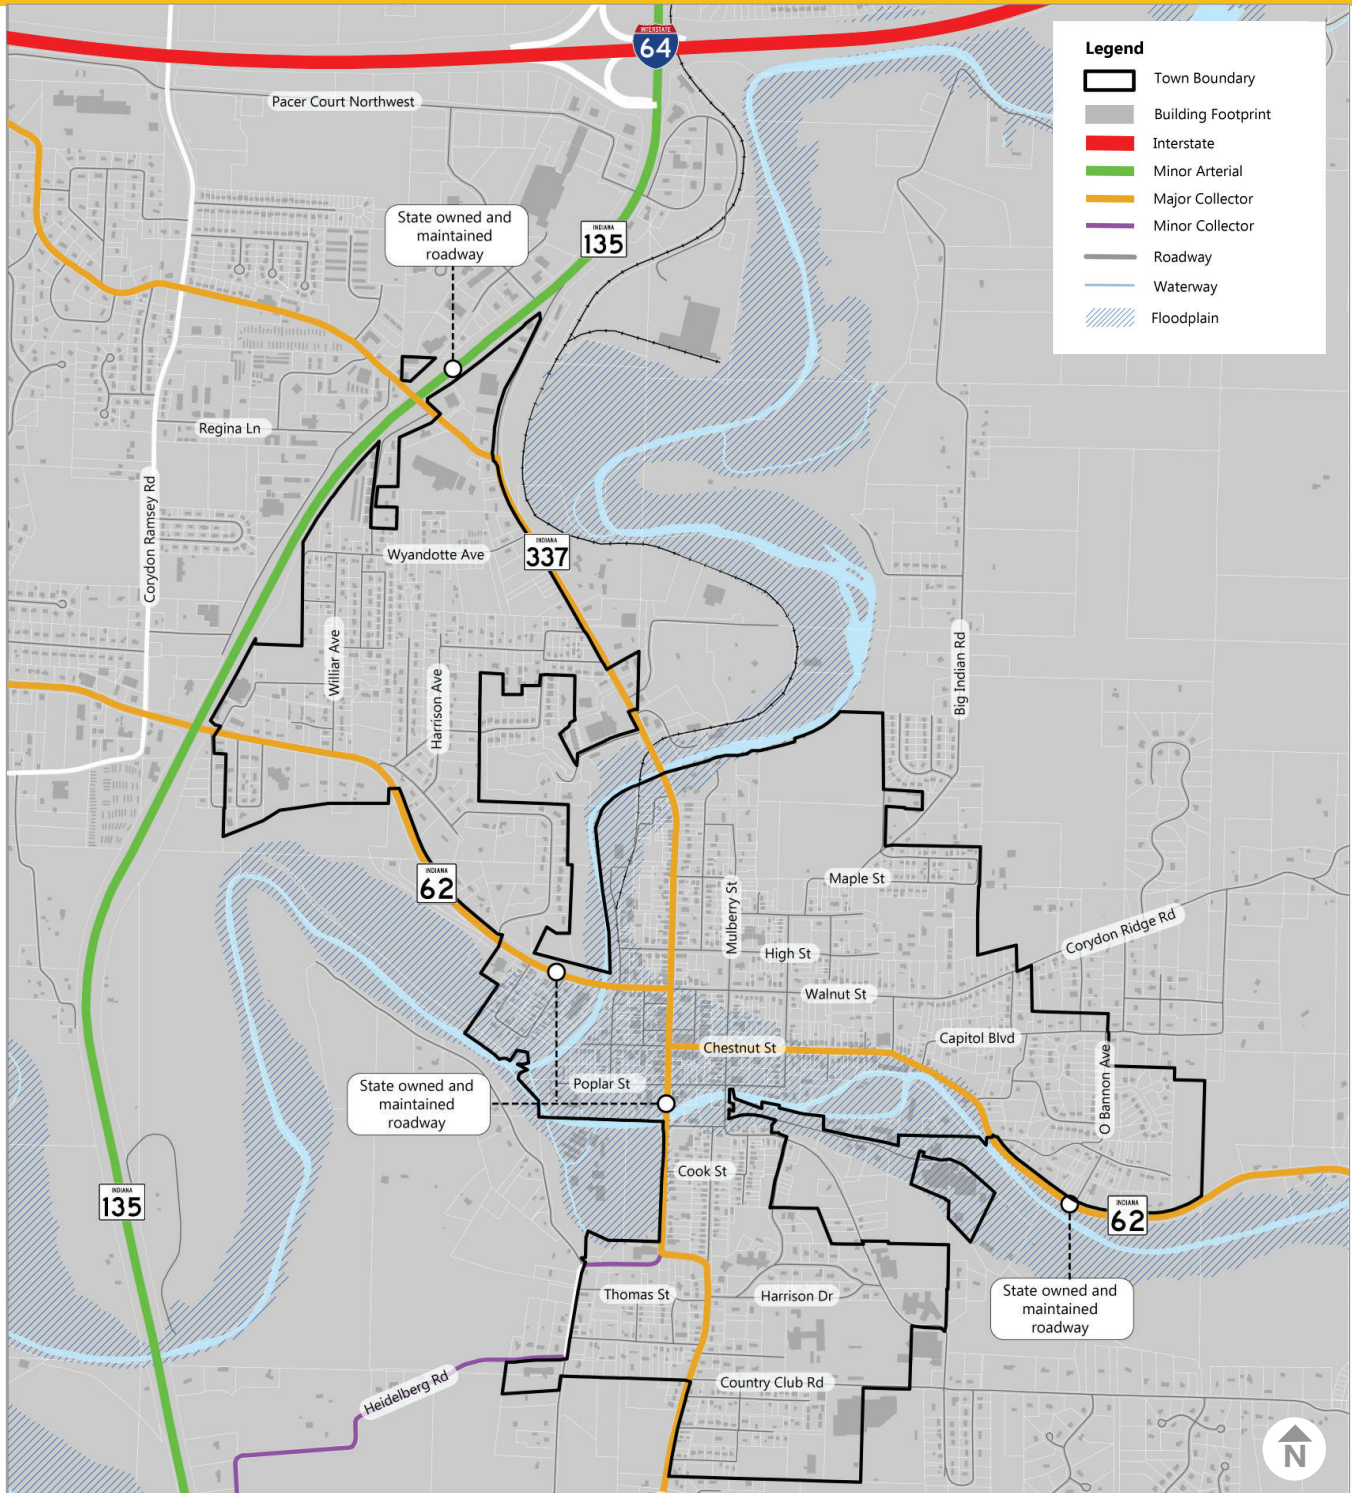 INTERSTATE
64
Legend
Town Boundary
Building Footprint
Interstate
Minor Arterial
Major Collector
Minor Collector
Roadway
Waterway
Floodplain
Pacer Court Northwest
State owned and
maintained
roadway
INDIANA
135
Regina Ln
Corydon Ramsey Rd
Wyandotte Ave
INDIANA
337
Williar Ave
Harrison Ave
Big Indian Rd
INDIANA
62
Maple St
Mulberry St
High St
Corydon Ridge Rd
Walnut St
Capitol Blvd
Chestnut St
O Bannon Ave
Poplar St
State owned and
maintained
roadway
Cook St
INDIANA
135
INDIANA
62
Thomas St
Harrison Dr
State owned and
maintained
roadway
Heidelberg Rd
Country Club Rd
N